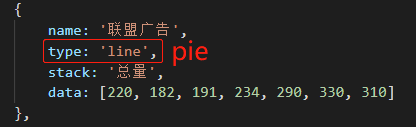 {
name: '联盟广告',
type: 'line', pie
stack: '总量',
data: [220, 182, 191, 234, 290, 330, 310]
},